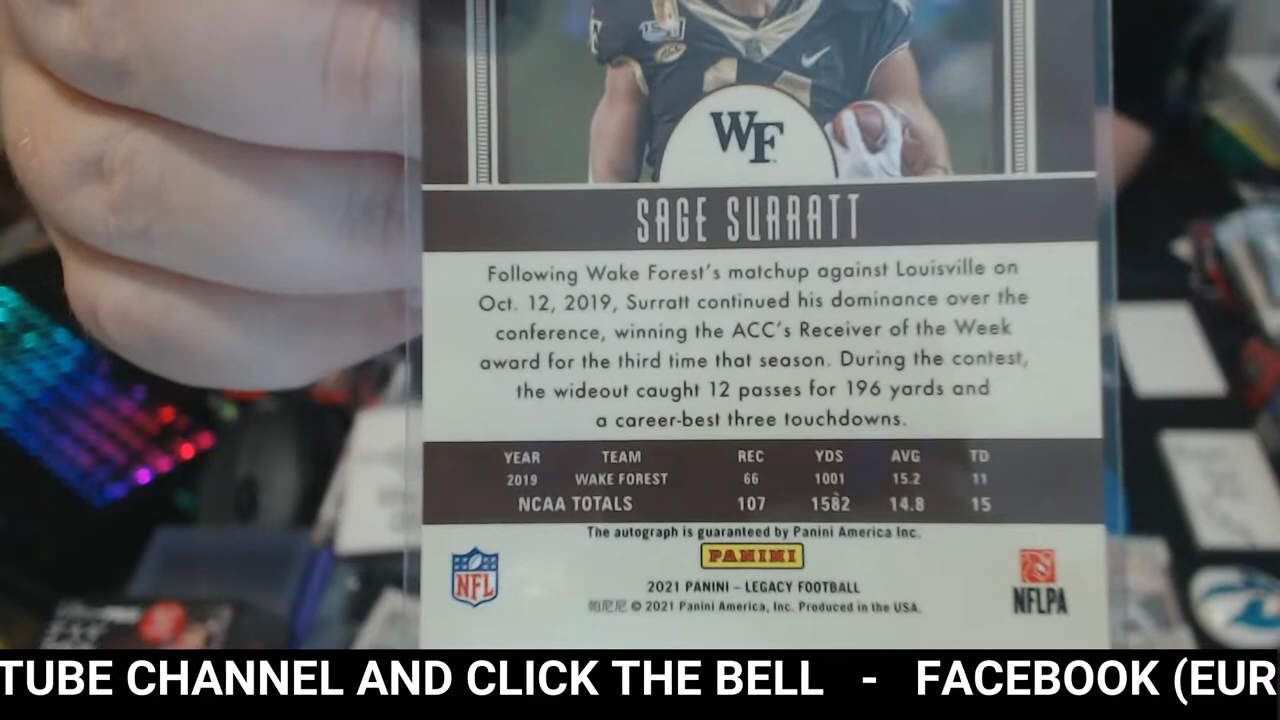 151
ACC
WF
SAGE SURRATT
Following Wake Forest's matchup against Louisville on
Oct. 12, 2019, Surratt continued his dominance over the
conference, winning the ACC's Receiver of the Week
award for the third time that season. During the contest,
the wideout caught 12 passes for 196 yards and
a career-best three touchdowns.
YEAR TEAM REC YDS AVG TD
2019 WAKE FOREST 66 1001 15.2 11
NCAA TOTALS 107 1582 14.8 15
The autograph is guaranteed by Panini America Inc.
PANINI
NFL
2021 PANINI – LEGACY FOOTBALL
帕尼尼 © 2021 Panini America, Inc. Produced in the USA.
NFLPA
TUBE CHANNEL AND CLICK THE BELL - FACEBOOK (EUR